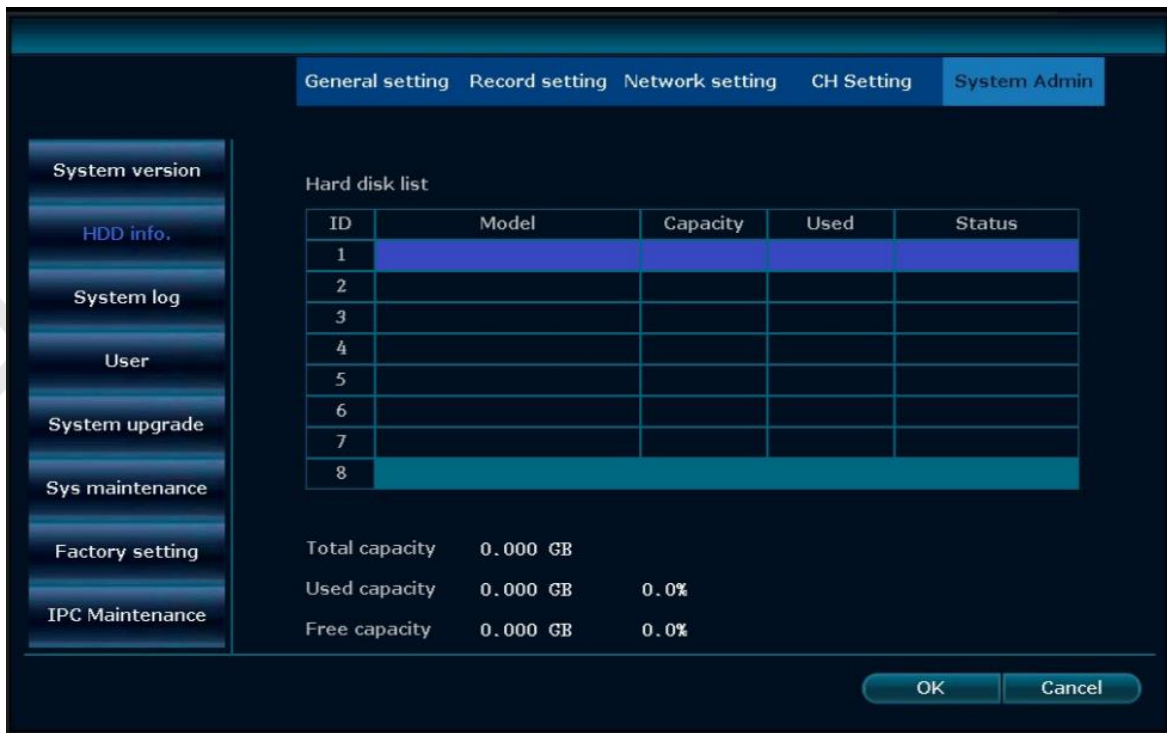 General setting Record setting Network setting CH Setting System Admin
System version
HDD info.
System log
User
System upgrade
Sys maintenance
Factory setting
IPC Maintenance
Hard disk list
ID Model Capacity Used Status
1
2
3
4
5
6
7
8
Total capacity 0.000 GB
Used capacity 0.000 GB 0.0%
Free capacity 0.000 GB 0.0%
OK Cancel